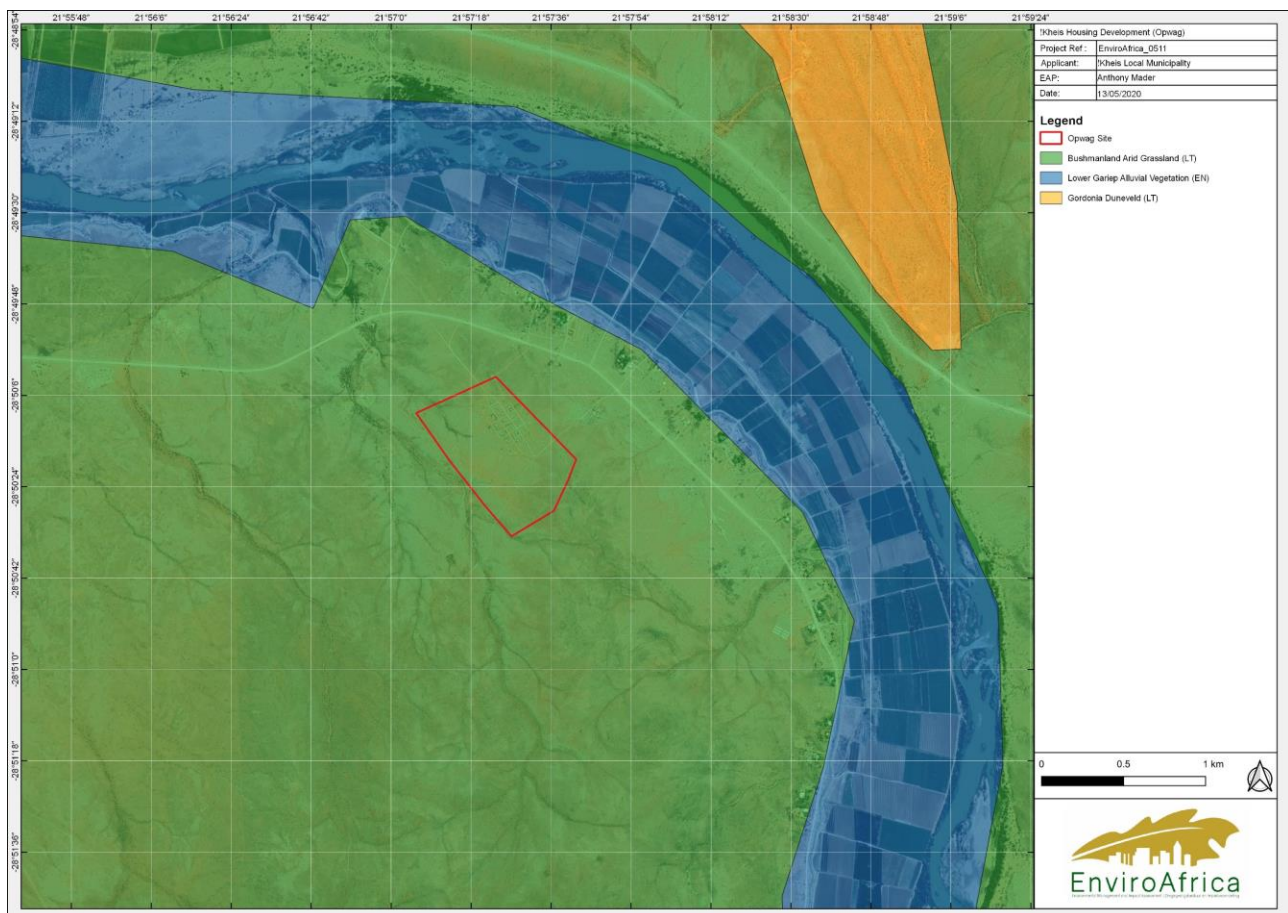 21°55'48" 21°56'6" 21°56'24" 21°56'42" 21°57'0" 21°57'18" 21°57'36" 21°57'54" 21°58'12" 21°58'30" 21°58'48" 21°59'6" 21°59'24"
-28°48'54"
-28°49'12"
-28°49'30"
-28°49'48"
-28°50'6"
-28°50'24"
-28°50'42"
-28°51'0"
-28°51'18"
-28°51'36"
!Kheis Housing Development (Opwag)
Project Ref : EnviroAfrica_0511
Applicant: !Kheis Local Municipality
EAP: Anthony Mader
Date: 13/05/2020
Legend
Opwag Site
Bushmanland Arid Grassland (LT)
Lower Gariep Alluvial Vegetation (EN)
Gordonia Duneveld (LT)
0 0.5 1 km
EnviroAfrica